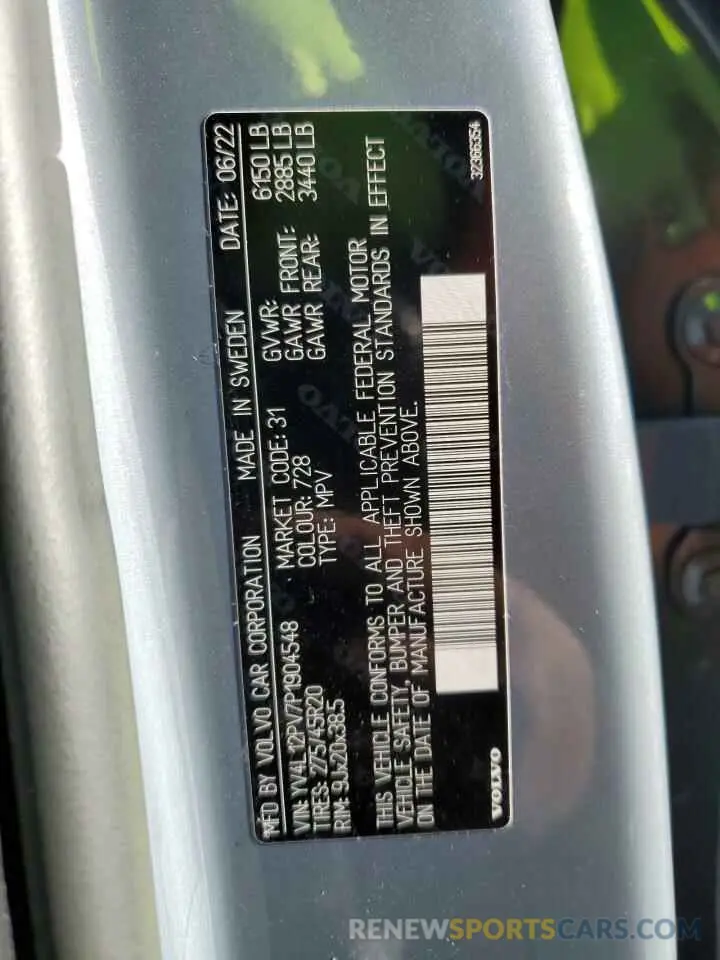 MFD BY VOLVO CAR CORPORATION MADE IN SWEDEN DATE: 06/22
VIN: YV4L12PV7P1904548 MARKET CODE: 31 GVWR: 6150 LB
TIRES: 275/45R20 COLOUR: 728 GAWR FRONT: 2885 LB
RIM: 9Jx20x38.5 TYPE: MPV GAWR REAR: 3440 LB
THIS VEHICLE CONFORMS TO ALL APPLICABLE FEDERAL MOTOR
VEHICLE SAFETY, BUMPER AND THEFT PREVENTION STANDARDS IN EFFECT
ON THE DATE OF MANUFACTURE SHOWN ABOVE.
VOLVO
32366354
RENEWSPORTSCARS.COM